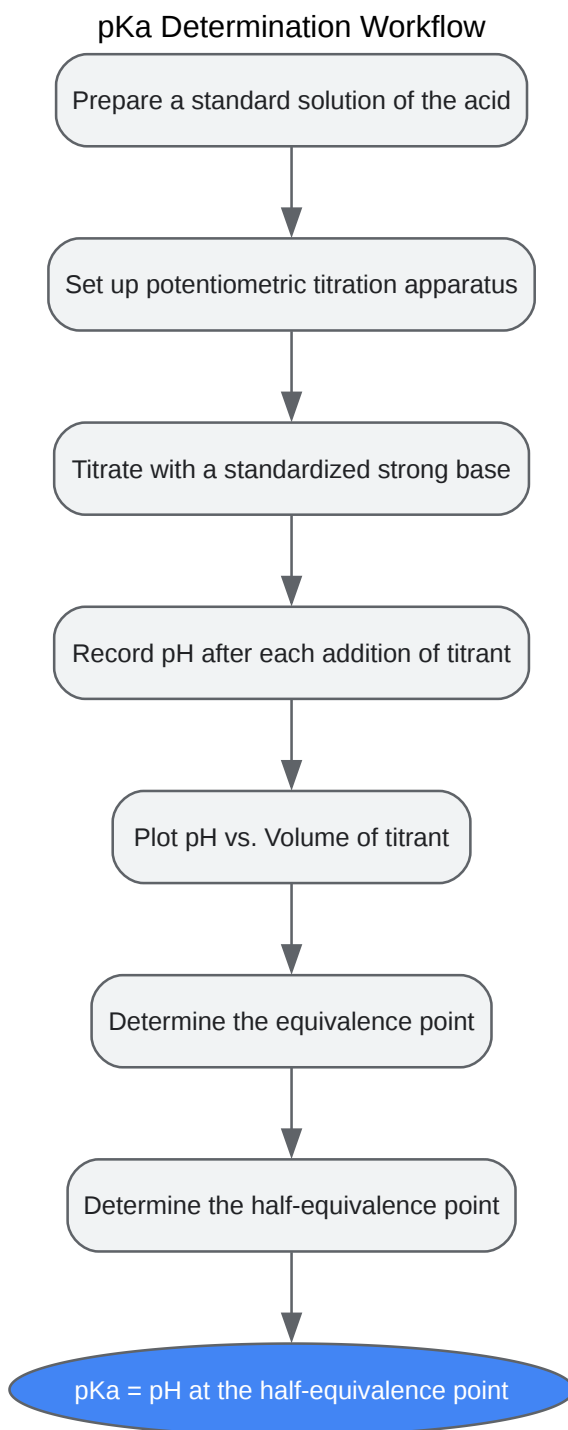 pKa Determination Workflow
Prepare a standard solution of the acid
Set up potentiometric titration apparatus
Titrate with a standardized strong base
Record pH after each addition of titrant
Plot pH vs. Volume of titrant
Determine the equivalence point
Determine the half-equivalence point
pKa = pH at the half-equivalence point